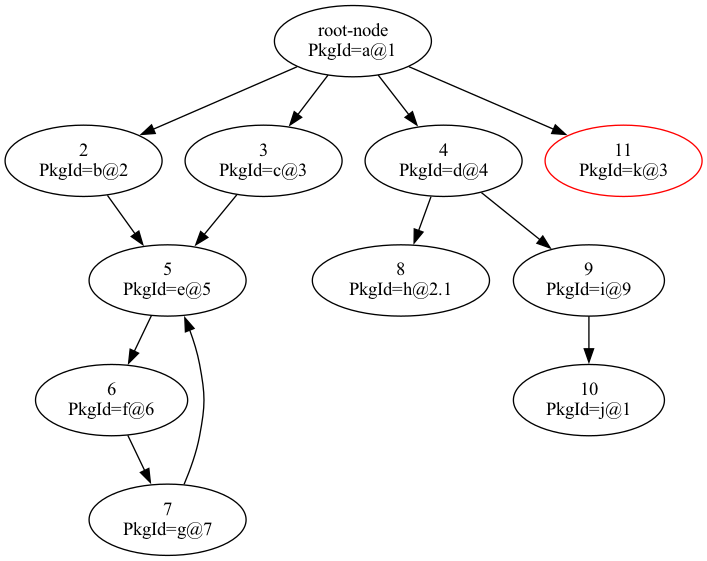 root-node
PkgId=a@1
2
PkgId=b@2
3
PkgId=c@3
4
PkgId=d@4
11
PkgId=k@3
5
PkgId=e@5
8
PkgId=h@2.1
9
PkgId=i@9
6
PkgId=f@6
10
PkgId=j@1
7
PkgId=g@7